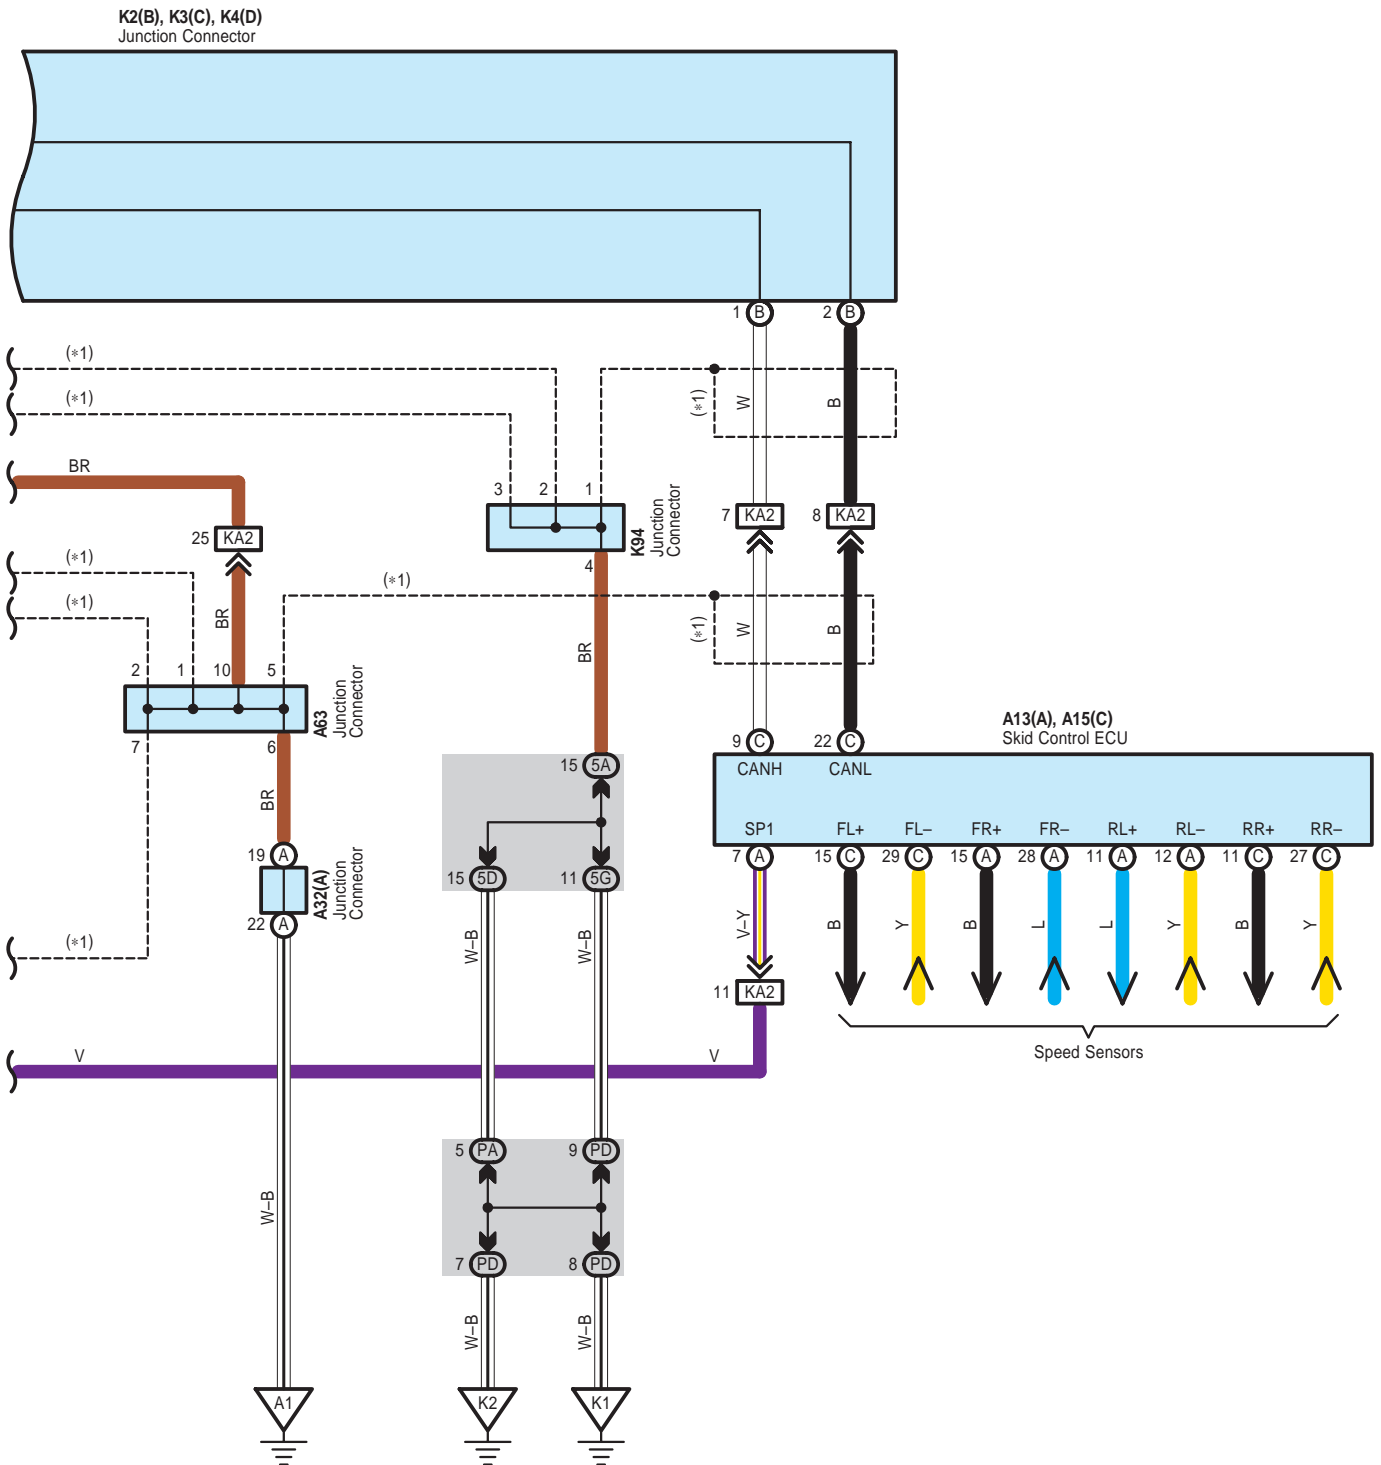 K2(B), K3(C), K4(D)
Junction Connector
1 B
2 B
(*1)
(*1)
(*1)
W
B
BR
3 2 1
K94
Junction
Connector
4
7 KA2
8 KA2
25 KA2
(*1)
(*1)
(*1)
(*1)
BR
W
B
BR
2 1 10 5
A63
Junction
Connector
7 6
A13(A), A15(C)
Skid Control ECU
9 C
22 C
CANH CANL
15 5A
BR
SP1 FL+ FL– FR+ FR– RL+ RL– RR+ RR–
7 A
15 C
29 C
15 A
28 A
11 A
12 A
11 C
27 C
19 A
A32(A)
Junction
Connector
22 A
15 5D
11 5G
V–Y
B
Y
B
L
L
Y
B
Y
(*1)
W–B
W–B
11 KA2
Speed Sensors
V
V
5 PA
9 PD
W–B
7 PD
8 PD
W–B
W–B
A1
K2
K1